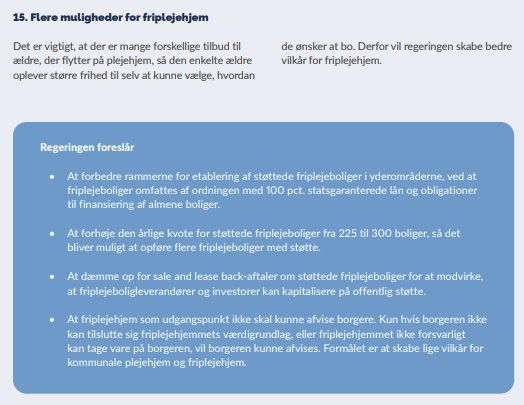 15. Flere muligheder for friplejehjem
Det er vigtigt, at der er mange forskellige tilbud til
ældre, der flytter på plejehjem, så den enkelte ældre
oplever større frihed til selv at kunne vælge, hvordan
de ønsker at bo. Derfor vil regeringen skabe bedre
vilkår for friplejehjem.
Regeringen foreslår
• At forbedre rammerne for etablering af støttede friplejeboliger i yderområderne, ved at
friplejeboliger omfattes af ordningen med 100 pct. statsgaranterede lån og obligationer
til finansiering af almene boliger.
• At forhøje den årlige kvote for støttede friplejeboliger fra 225 til 300 boliger, så det
bliver muligt at opføre flere friplejeboliger med støtte.
• At dæmme op for sale and lease back-aftaler om støttede friplejeboliger for at modvirke,
at friplejeboligleverandører og investorer kan kapitalisere på offentlig støtte.
• At friplejehjem som udgangspunkt ikke skal kunne afvise borgere. Kun hvis borgeren ikke
kan tilslutte sig friplejehjemmets værdigrundlag, eller friplejehjemmet ikke forsvarligt
kan tage vare på borgeren, vil borgeren kunne afvises. Formålet er at skabe lige vilkår for
kommunale plejehjem og friplejehjem.